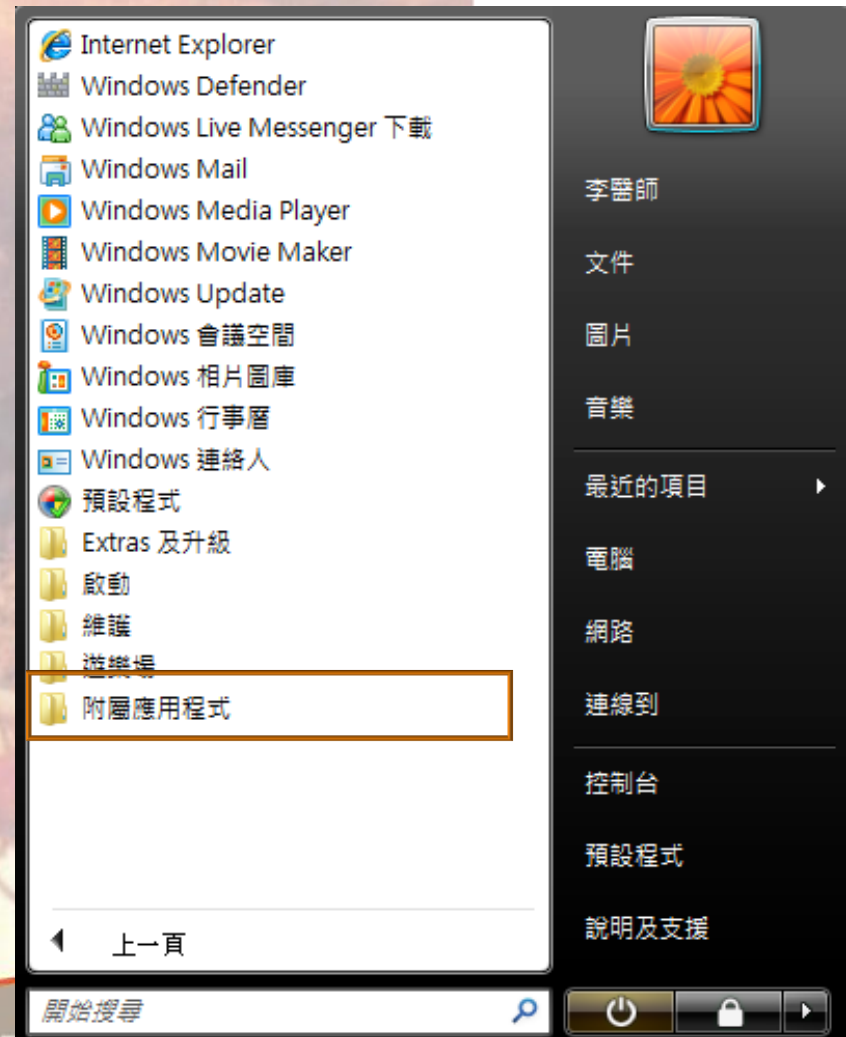 Internet Explorer
Windows Defender
Windows Live Messenger 下載
Windows Mail
Windows Media Player
Windows Movie Maker
Windows Update
Windows 會議空間
Windows 相片圖庫
Windows 行事曆
Windows 連絡人
預設程式
Extras 及升級
啟動
維護
遊樂場
附屬應用程式
上一頁
開始搜尋
李醫師
文件
圖片
音樂
最近的項目
電腦
網路
連線到
控制台
預設程式
說明及支援